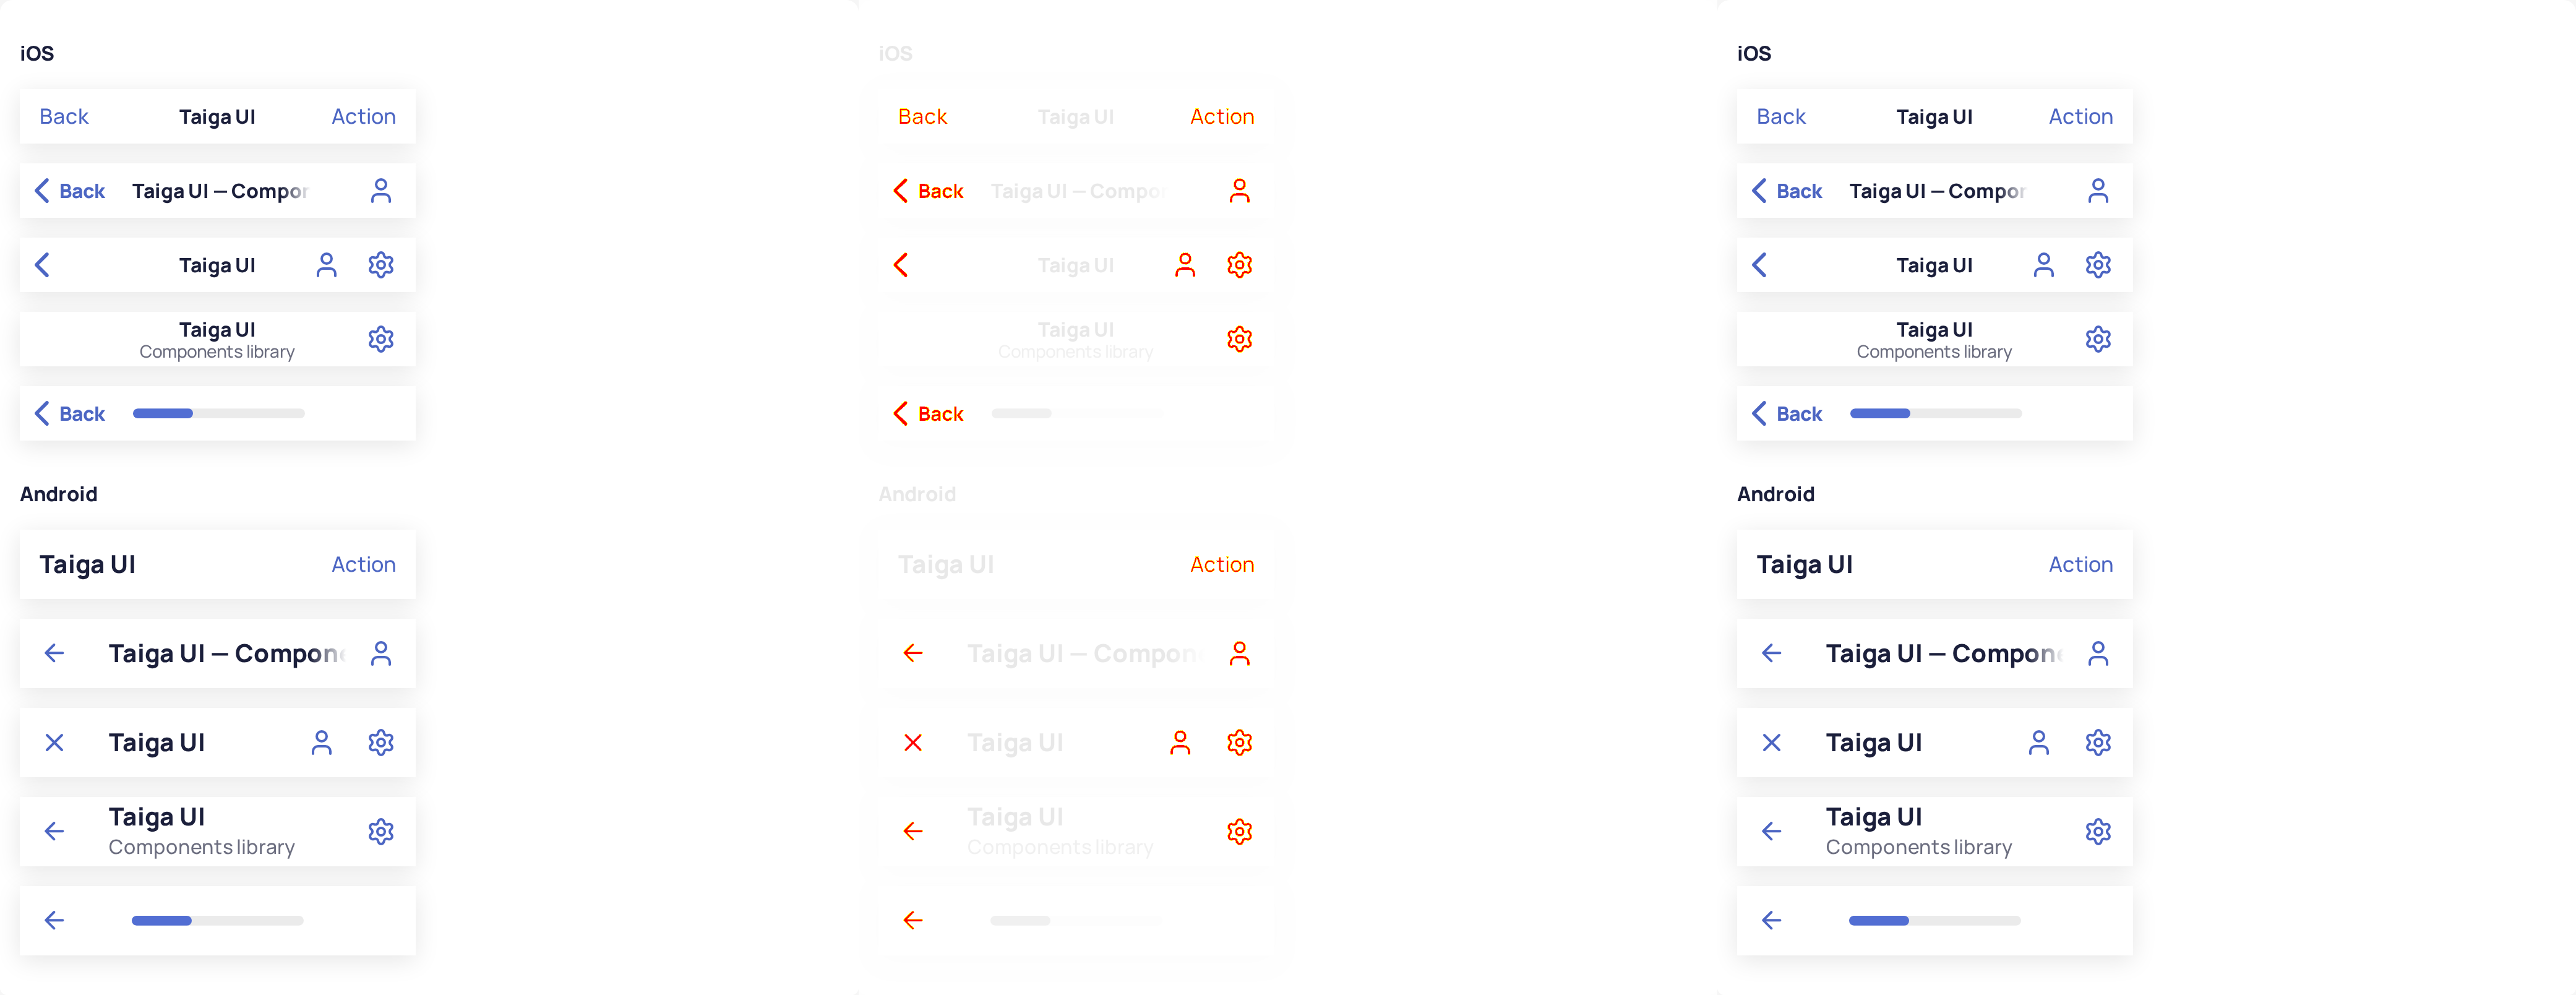 iOS
Back Taiga UI Action
Back Taiga UI — Compor
Taiga UI
Taiga UI
Components library
Back
Android
Taiga UI Action
Taiga UI — Compone
Taiga UI
Taiga UI
Components library
iOS
Back Taiga UI Action
Back Taiga UI — Compor
Taiga UI
Taiga UI
Components library
Back
Android
Taiga UI Action
Taiga UI — Compone
Taiga UI
Taiga UI
Components library
iOS
Back Taiga UI Action
Back Taiga UI — Compor
Taiga UI
Taiga UI
Components library
Back
Android
Taiga UI Action
Taiga UI — Compone
Taiga UI
Taiga UI
Components library